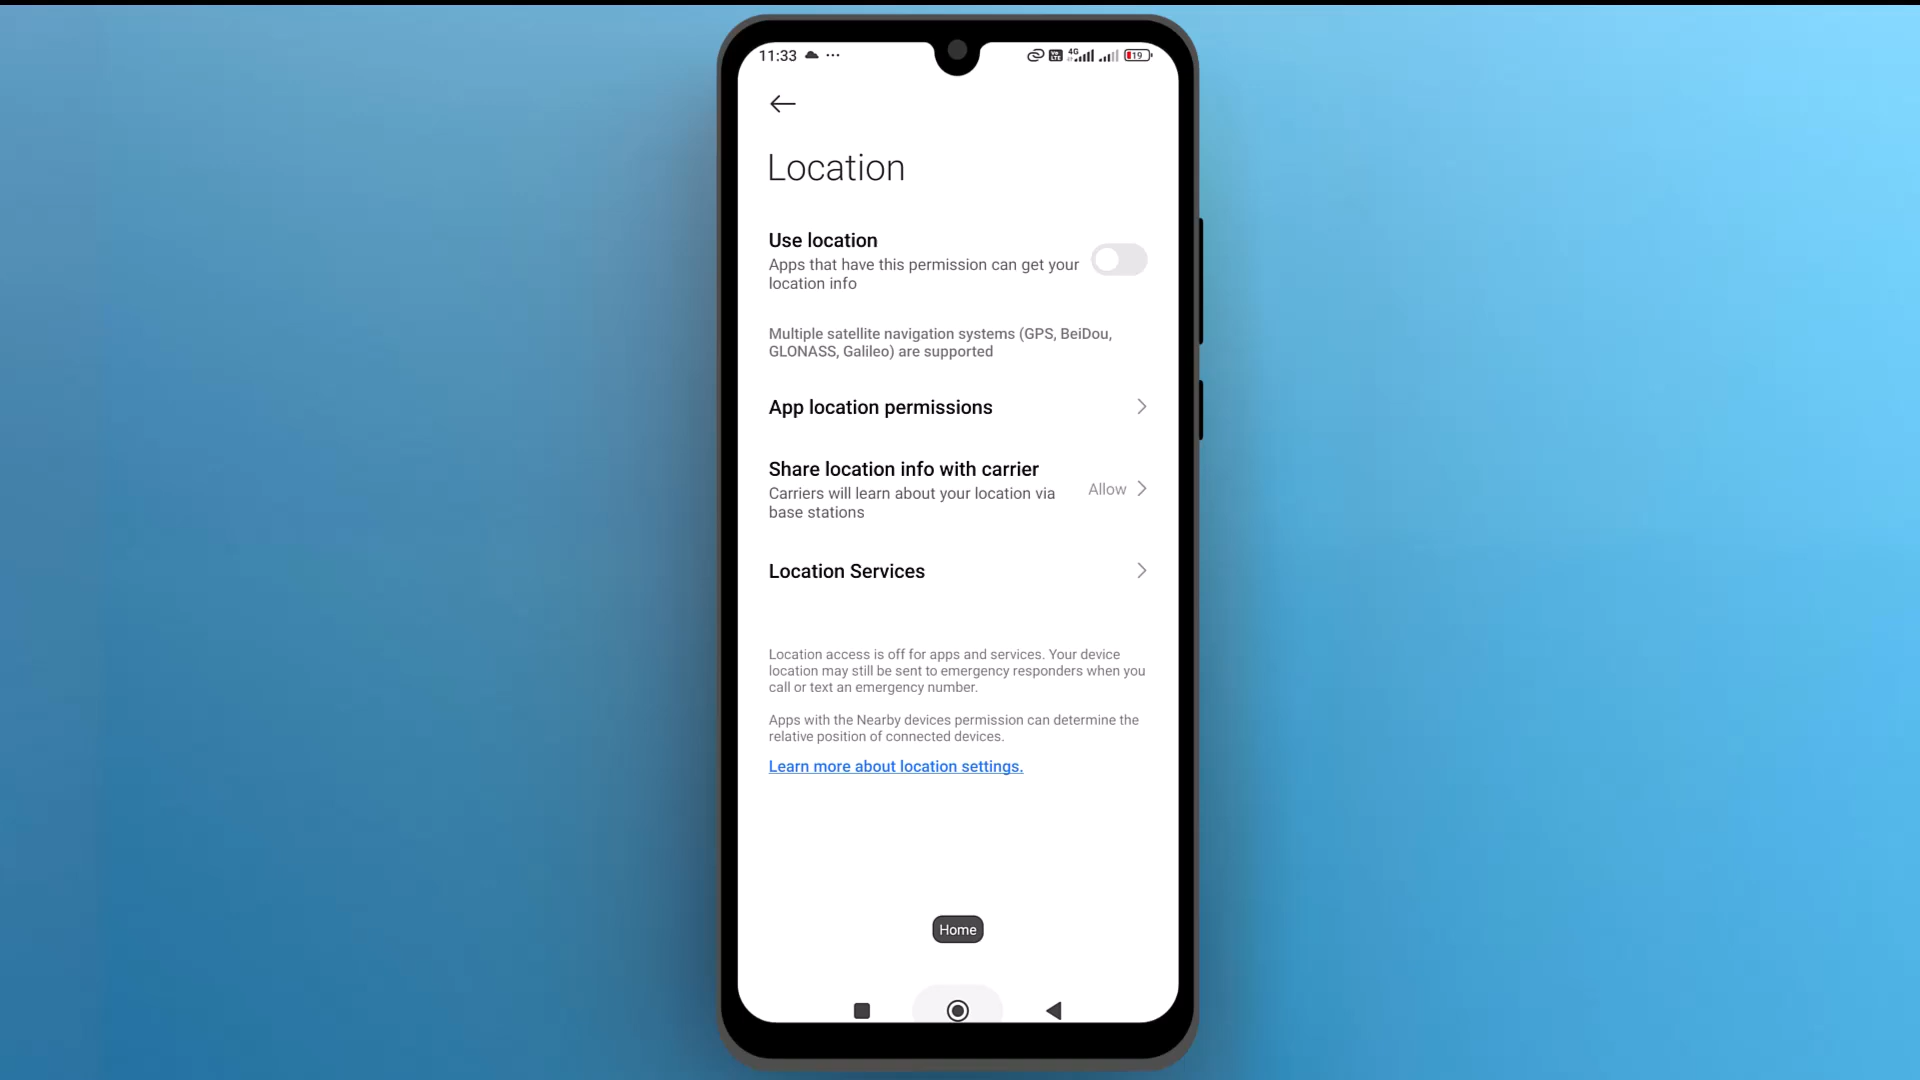 11:33 ...
Vo LTE 4G 19
Location
Use location
Apps that have this permission can get your
location info
Multiple satellite navigation systems (GPS, BeiDou,
GLONASS, Galileo) are supported
App location permissions
Share location info with carrier
Carriers will learn about your location via
base stations
Allow
Location Services
Location access is off for apps and services. Your device
location may still be sent to emergency responders when you
call or text an emergency number.
Apps with the Nearby devices permission can determine the
relative position of connected devices.
Learn more about location settings.
Home